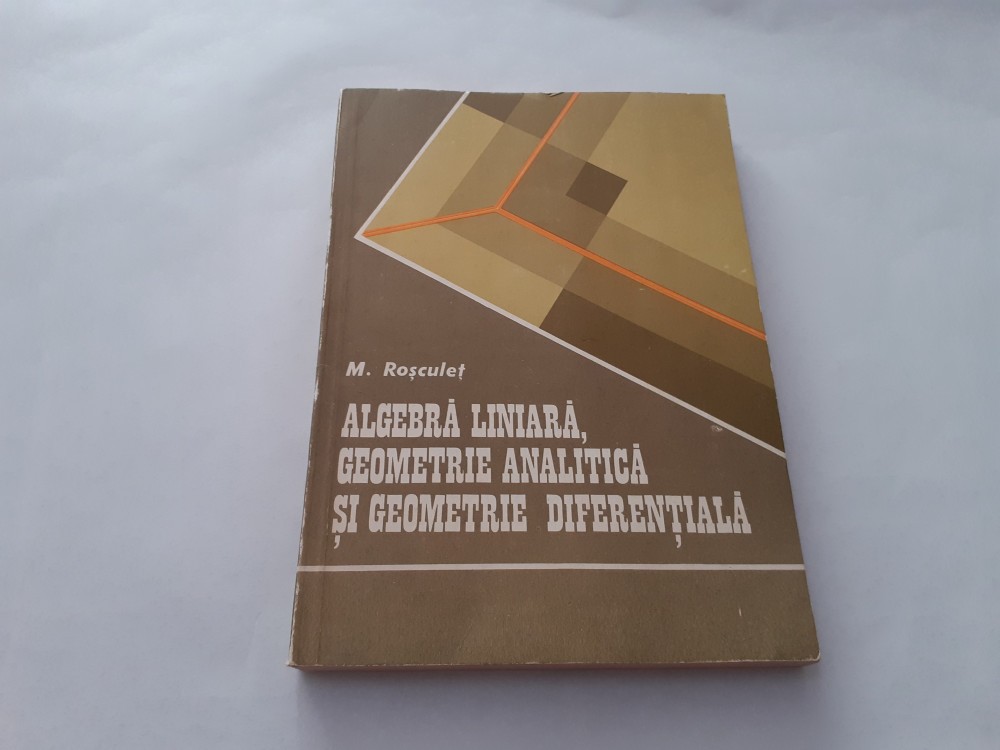 M. Roșculeț
ALGEBRĂ LINIARĂ,
GEOMETRIE ANALITICĂ
ȘI GEOMETRIE DIFERENȚIALĂ